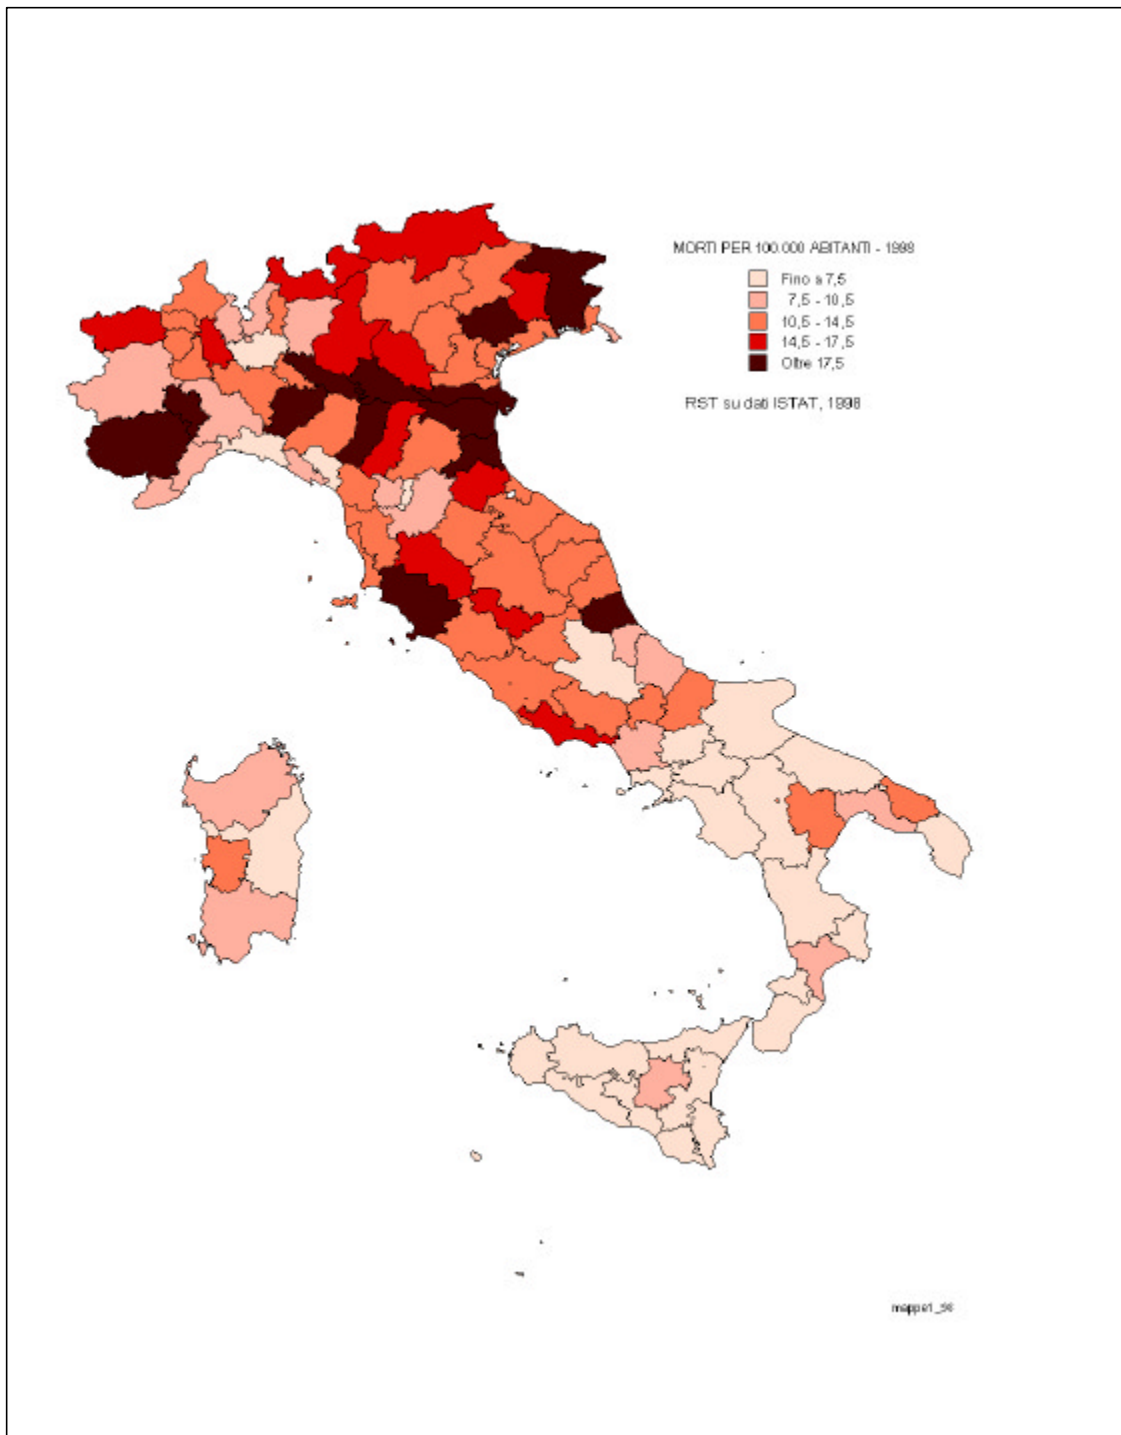 MORTI PER 100.000 ABITANTI - 1998
Fino a 7,5
7,5 - 10,5
10,5 - 14,5
14,5 - 17,5
Oltre 17,5
RST su dati ISTAT, 1998
mappe1_98